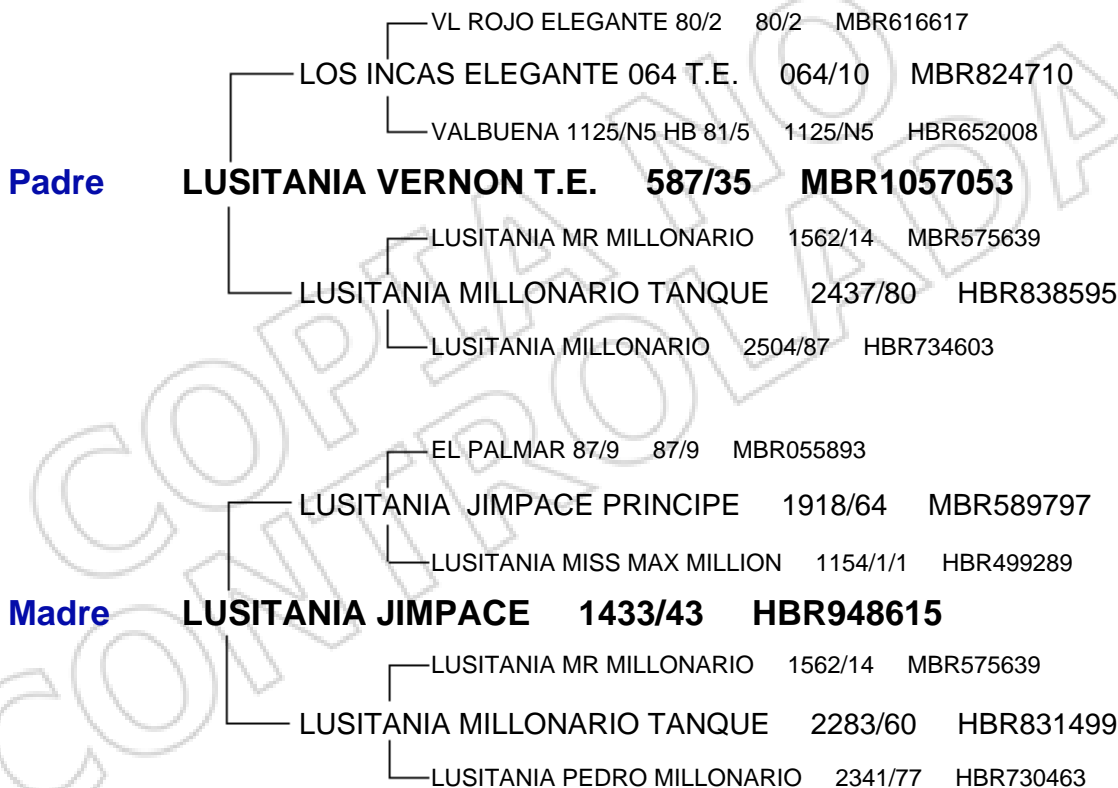 VL ROJO ELEGANTE 80/2 80/2 MBR616617
LOS INCAS ELEGANTE 064 T.E. 064/10 MBR824710
VALBUENA 1125/N5 HB 81/5 1125/N5 HBR652008
Padre LUSITANIA VERNON T.E. 587/35 MBR1057053
LUSITANIA MR MILLONARIO 1562/14 MBR575639
LUSITANIA MILLONARIO TANQUE 2437/80 HBR838595
LUSITANIA MILLONARIO 2504/87 HBR734603
EL PALMAR 87/9 87/9 MBR055893
LUSITANIA JIMPACE PRINCIPE 1918/64 MBR589797
LUSITANIA MISS MAX MILLION 1154/1/1 HBR499289
Madre LUSITANIA JIMPACE 1433/43 HBR948615
LUSITANIA MR MILLONARIO 1562/14 MBR575639
LUSITANIA MILLONARIO TANQUE 2283/60 HBR831499
LUSITANIA PEDRO MILLONARIO 2341/77 HBR730463
COPIA NO
CONTROLADA
CO